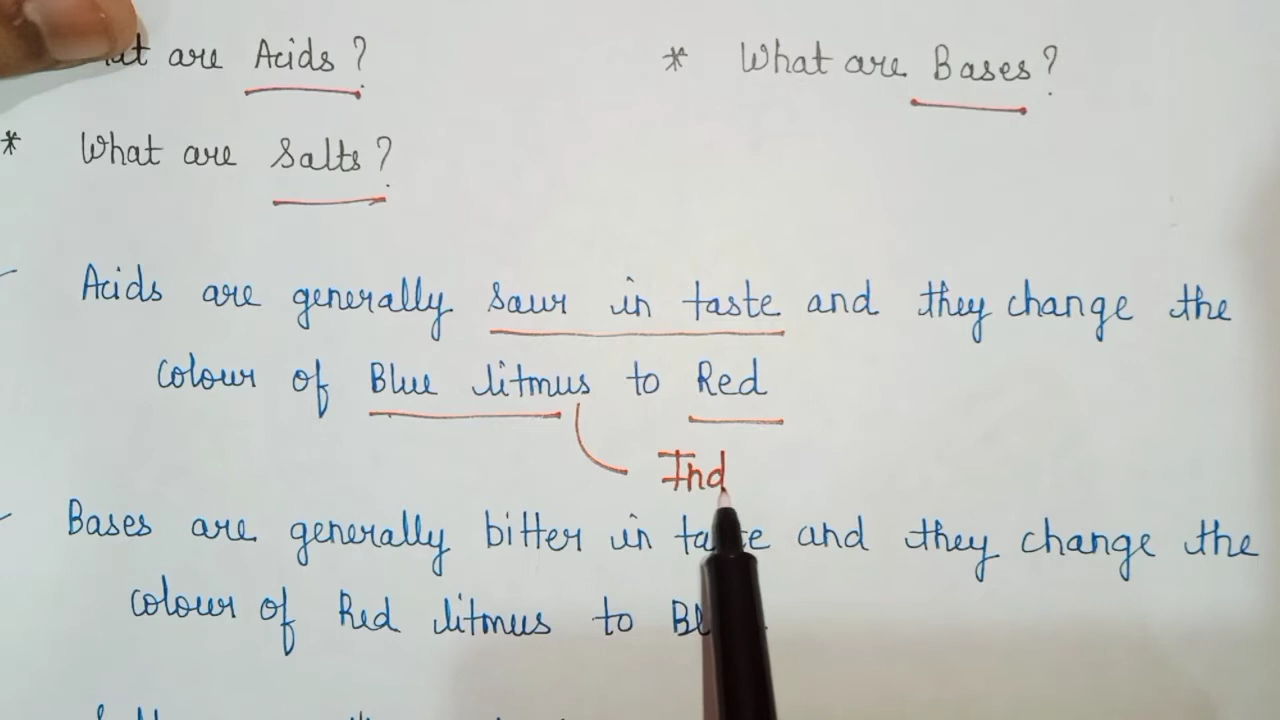 are Acids?
* What are Bases?
* What are Salts?
Acids are generally sour in taste and they change the
colour of Blue litmus to Red
Ind
Bases are generally bitter in taste and they change the
colour of Red litmus to